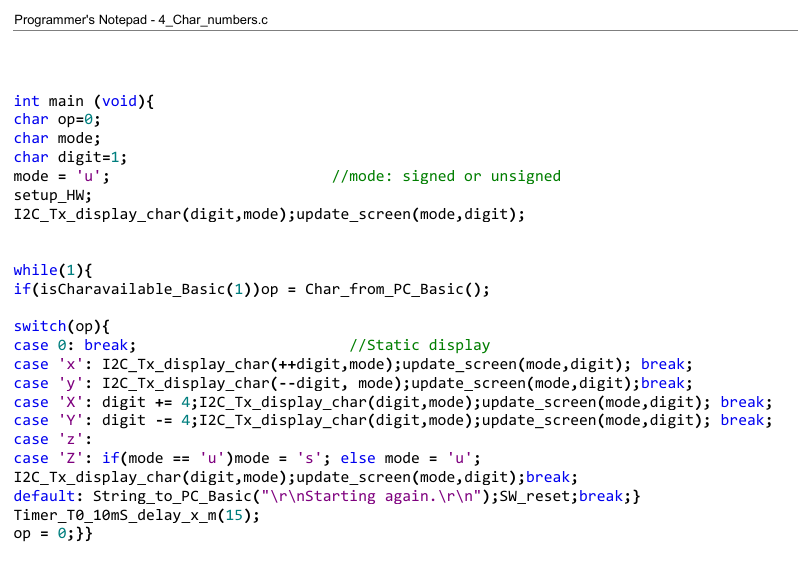 Programmer's Notepad - 4_Char_numbers.c
int main (void){
char op=0;
char mode;
char digit=1;
mode = 'u'; //mode: signed or unsigned
setup_HW;
I2C_Tx_display_char(digit,mode);update_screen(mode,digit);
while(1){
if(isCharavailable_Basic(1))op = Char_from_PC_Basic();
switch(op){
case 0: break; //Static display
case 'x': I2C_Tx_display_char(++digit,mode);update_screen(mode,digit); break;
case 'y': I2C_Tx_display_char(--digit, mode);update_screen(mode,digit);break;
case 'X': digit += 4;I2C_Tx_display_char(digit,mode);update_screen(mode,digit); break;
case 'Y': digit -= 4;I2C_Tx_display_char(digit,mode);update_screen(mode,digit); break;
case 'z':
case 'Z': if(mode == 'u')mode = 's'; else mode = 'u';
I2C_Tx_display_char(digit,mode);update_screen(mode,digit);break;
default: String_to_PC_Basic("\r\nStarting again.\r\n");SW_reset;break;}
Timer_T0_10mS_delay_x_m(15);
op = 0;}}